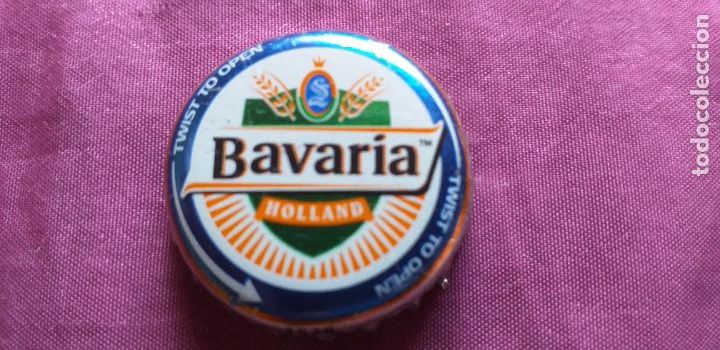 TWIST TO OPEN
S
Bavaria™
HOLLAND
TWIST TO OPEN
todocoleccion